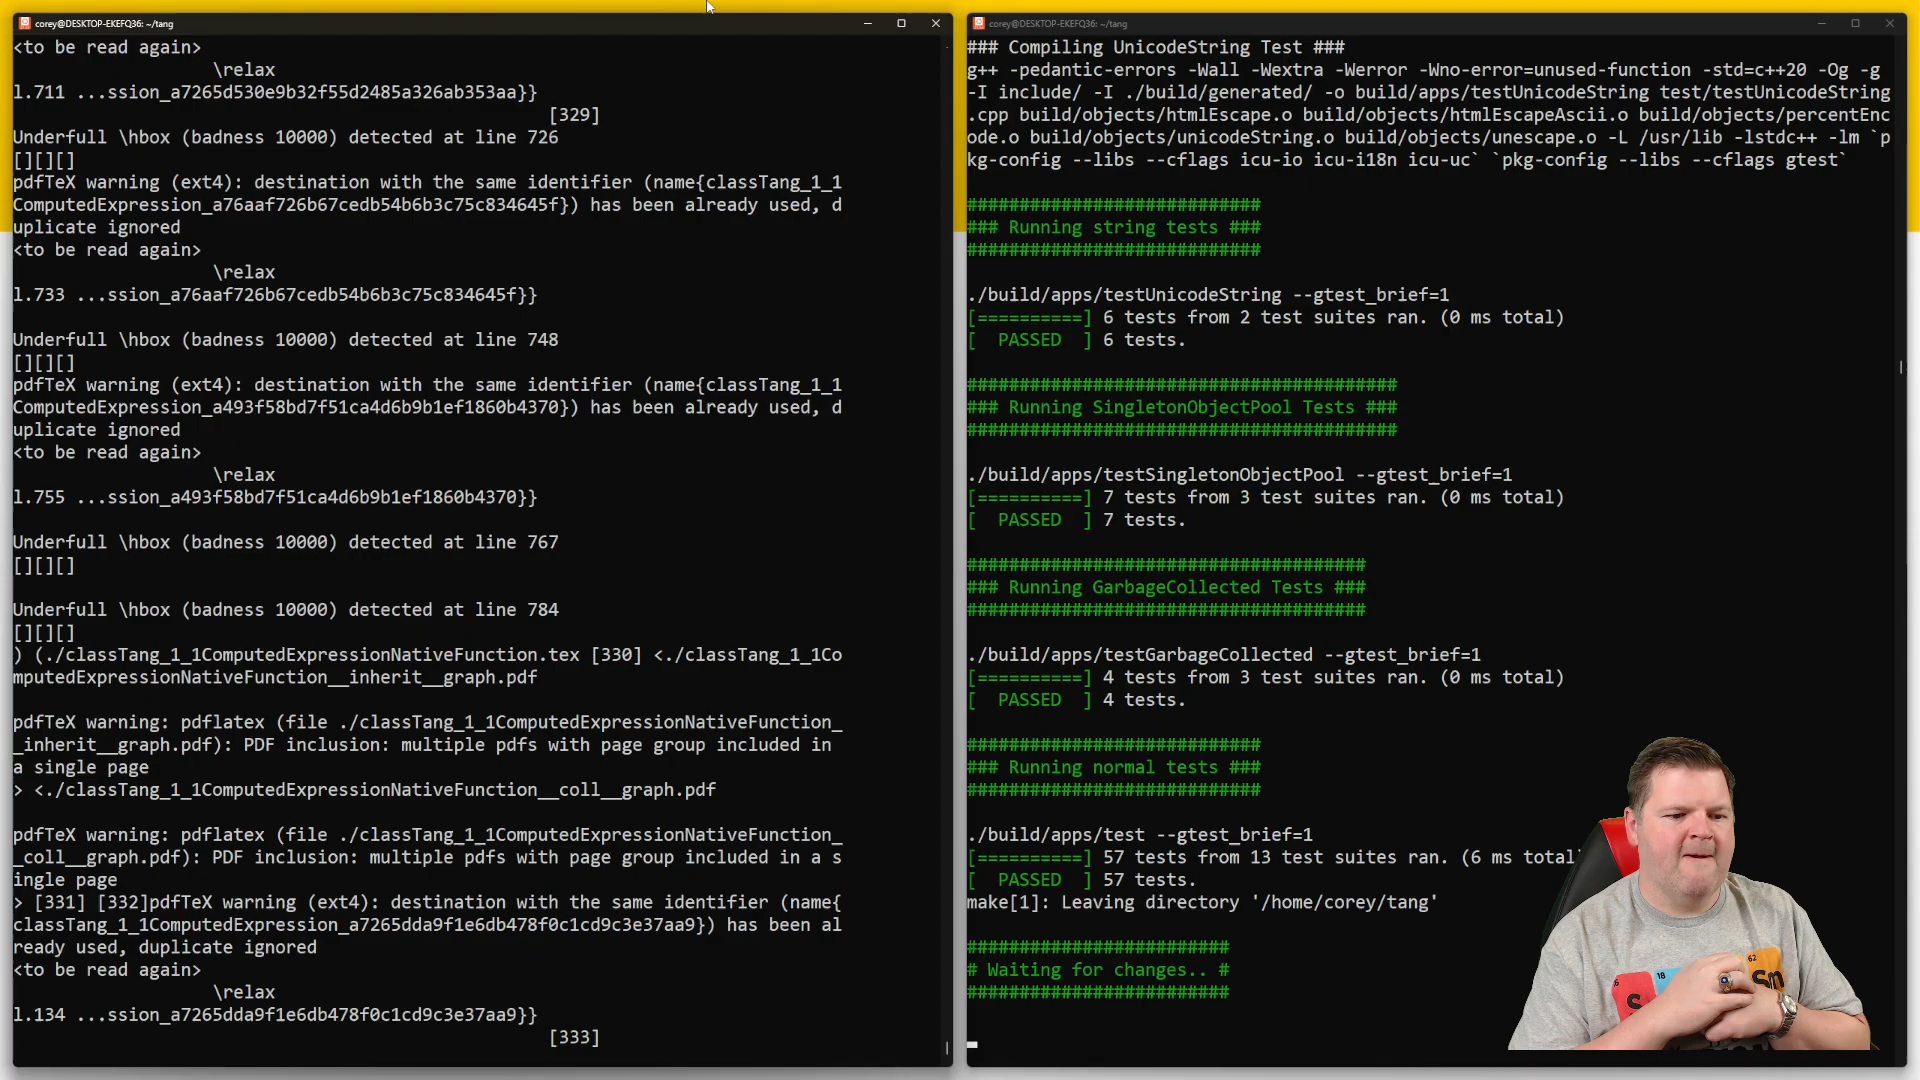 corey@DESKTOP-EKEFQ36: ~/tang
<to be read again>
\relax
l.711 ...ssion_a7265d530e9b32f55d2485a326ab353aa}}
[329]
Underfull \hbox (badness 10000) detected at line 726
[][][]
pdfTeX warning (ext4): destination with the same identifier (name{classTang_1_1
ComputedExpression_a76aaf726b67cedb54b6b3c75c834645f}) has been already used, d
uplicate ignored
<to be read again>
\relax
l.733 ...ssion_a76aaf726b67cedb54b6b3c75c834645f}}
Underfull \hbox (badness 10000) detected at line 748
[][][]
pdfTeX warning (ext4): destination with the same identifier (name{classTang_1_1
ComputedExpression_a493f58bd7f51ca4d6b9b1ef1860b4370}) has been already used, d
uplicate ignored
<to be read again>
\relax
l.755 ...ssion_a493f58bd7f51ca4d6b9b1ef1860b4370}}
Underfull \hbox (badness 10000) detected at line 767
[][][]
Underfull \hbox (badness 10000) detected at line 784
[][][]
) (./classTang_1_1ComputedExpressionNativeFunction.tex [330] <./classTang_1_1Co
mputedExpressionNativeFunction__inherit__graph.pdf
pdfTeX warning: pdflatex (file ./classTang_1_1ComputedExpressionNativeFunction_
_inherit__graph.pdf): PDF inclusion: multiple pdfs with page group included in
a single page
> <./classTang_1_1ComputedExpressionNativeFunction__coll__graph.pdf
pdfTeX warning: pdflatex (file ./classTang_1_1ComputedExpressionNativeFunction_
_coll__graph.pdf): PDF inclusion: multiple pdfs with page group included in a s
ingle page
> [331] [332]pdfTeX warning (ext4): destination with the same identifier (name{
classTang_1_1ComputedExpression_a7265dda9f1e6db478f0c1cd9c3e37aa9}) has been al
ready used, duplicate ignored
<to be read again>
\relax
l.134 ...ssion_a7265dda9f1e6db478f0c1cd9c3e37aa9}}
[333]
corey@DESKTOP-EKEFQ36: ~/tang
### Compiling UnicodeString Test ###
g++ -pedantic-errors -Wall -Wextra -Werror -Wno-error=unused-function -std=c++20 -Og -g
-I include/ -I ./build/generated/ -o build/apps/testUnicodeString test/testUnicodeString
.cpp build/objects/htmlEscape.o build/objects/htmlEscapeAscii.o build/objects/percentEnc
ode.o build/objects/unicodeString.o build/objects/unescape.o -L /usr/lib -lstdc++ -lm `p
kg-config --libs --cflags icu-io icu-i18n icu-uc` `pkg-config --libs --cflags gtest`
############################
### Running string tests ###
############################
./build/apps/testUnicodeString --gtest_brief=1
[==========] 6 tests from 2 test suites ran. (0 ms total)
[  PASSED  ] 6 tests.
#########################################
### Running SingletonObjectPool Tests ###
#########################################
./build/apps/testSingletonObjectPool --gtest_brief=1
[==========] 7 tests from 3 test suites ran. (0 ms total)
[  PASSED  ] 7 tests.
######################################
### Running GarbageCollected Tests ###
######################################
./build/apps/testGarbageCollected --gtest_brief=1
[==========] 4 tests from 3 test suites ran. (0 ms total)
[  PASSED  ] 4 tests.
############################
### Running normal tests ###
############################
./build/apps/test --gtest_brief=1
[==========] 57 tests from 13 test suites ran. (6 ms total
[  PASSED  ] 57 tests.
make[1]: Leaving directory '/home/corey/tang'
#########################
# Waiting for changes.. #
#########################
18
62
S
Sm